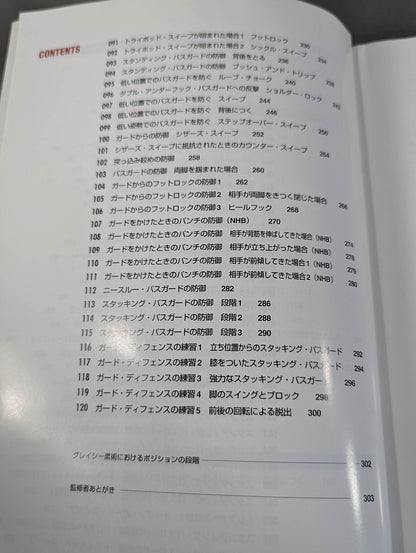 CONTENTS
091 トライポッド・スイープが阻まれた場合1 フットロック 236
092 トライポッド・スイープが阻まれた場合2 シックル・スイープ
093 スタンディング・パスガードの防御 背後をとる
094 スタンディング・パスガードの防御 プッシュ・アンド・トリップ
095 低い位置でのパスガードを防ぐ ループ・チョーク
096 ダブル・アンダーフック・パスガードへの反撃 ショルダー・ロック
097 低い位置でのパスガードを防ぐ スイープ 244
098 低い位置でのパスガードを防ぐ 背後につく 246
099 低い姿勢でのパスガードを防ぐ ステップオーバー・スイープ
100 ガードからの防御 シザーズ・スイープ 252
101 シザーズ・スイープに抵抗されたときのカウンター・スイープ 254
102 突っ込み絞めの防御 258
103 パスガードの防御 両脚を掴まれた場合 260
104 ガードからのフットロックの防御1 262
105 ガードからのフットロックの防御2 相手が両脚をきつく閉じた場合
106 ガードからのフットロックの防御3 ヒールフック 268
107 ガードをかけたときのパンチの防御(NHB) 270
108 ガードをかけたときのパンチの防御 相手が背筋を伸ばしてきた場合(NHB)
109 ガードをかけたときのパンチの防御 相手が立ち上がった場合(NHB)
110 ガードをかけたときのパンチの防御 相手が前傾してきた場合1(NHB)
111 ガードをかけたときのパンチの防御 相手が前傾してきた場合2(NHB) 280
112 ニースルー・パスガードの防御 282
113 スタッキング・パスガードの防御 段階1 286
114 スタッキング・パスガードの防御 段階2 288
115 スタッキング・パスガードの防御 段階3 290
116 ガード・ディフェンスの練習1 立ち位置からのスタッキング・パスガード 292
117 ガード・ディフェンスの練習2 膝をついたスタッキング・パスガード 294
118 ガード・ディフェンスの練習3 強力なスタッキング・パスガード 296
119 ガード・ディフェンスの練習4 脚のスイングとブロック 298
120 ガード・ディフェンスの練習5 前後の回転による脱出 300
グレイシー柔術におけるポジションの段階 302
監修者あとがき 303